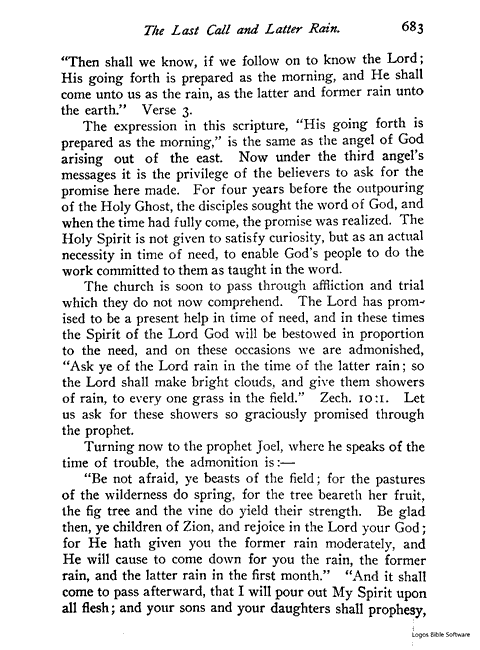 The Last Call and Latter Rain. 683
"Then shall we know, if we follow on to know the Lord;
His going forth is prepared as the morning, and He shall
come unto us as the rain, as the latter and former rain unto
the earth." Verse 3.
The expression in this scripture, "His going forth is
prepared as the morning," is the same as the angel of God
arising out of the east. Now under the third angel's
messages it is the privilege of the believers to ask for the
promise here made. For four years before the outpouring
of the Holy Ghost, the disciples sought the word of God, and
when the time had fully come, the promise was realized. The
Holy Spirit is not given to satisfy curiosity, but as an actual
necessity in time of need, to enable God's people to do the
work committed to them as taught in the word.
The church is soon to pass through affliction and trial
which they do not now comprehend. The Lord has prom-
ised to be a present help in time of need, and in these times
the Spirit of the Lord God will be bestowed in proportion
to the need, and on these occasions we are admonished,
"Ask ye of the Lord rain in the time of the latter rain; so
the Lord shall make bright clouds, and give them showers
of rain, to every one grass in the field." Zech. 10:1. Let
us ask for these showers so graciously promised through
the prophet.
Turning now to the prophet Joel, where he speaks of the
time of trouble, the admonition is:—
"Be not afraid, ye beasts of the field; for the pastures
of the wilderness do spring, for the tree beareth her fruit,
the fig tree and the vine do yield their strength. Be glad
then, ye children of Zion, and rejoice in the Lord your God;
for He hath given you the former rain moderately, and
He will cause to come down for you the rain, the former
rain, and the latter rain in the first month." "And it shall
come to pass afterward, that I will pour out My Spirit upon
all flesh; and your sons and your daughters shall prophesy,
Logos Bible Software